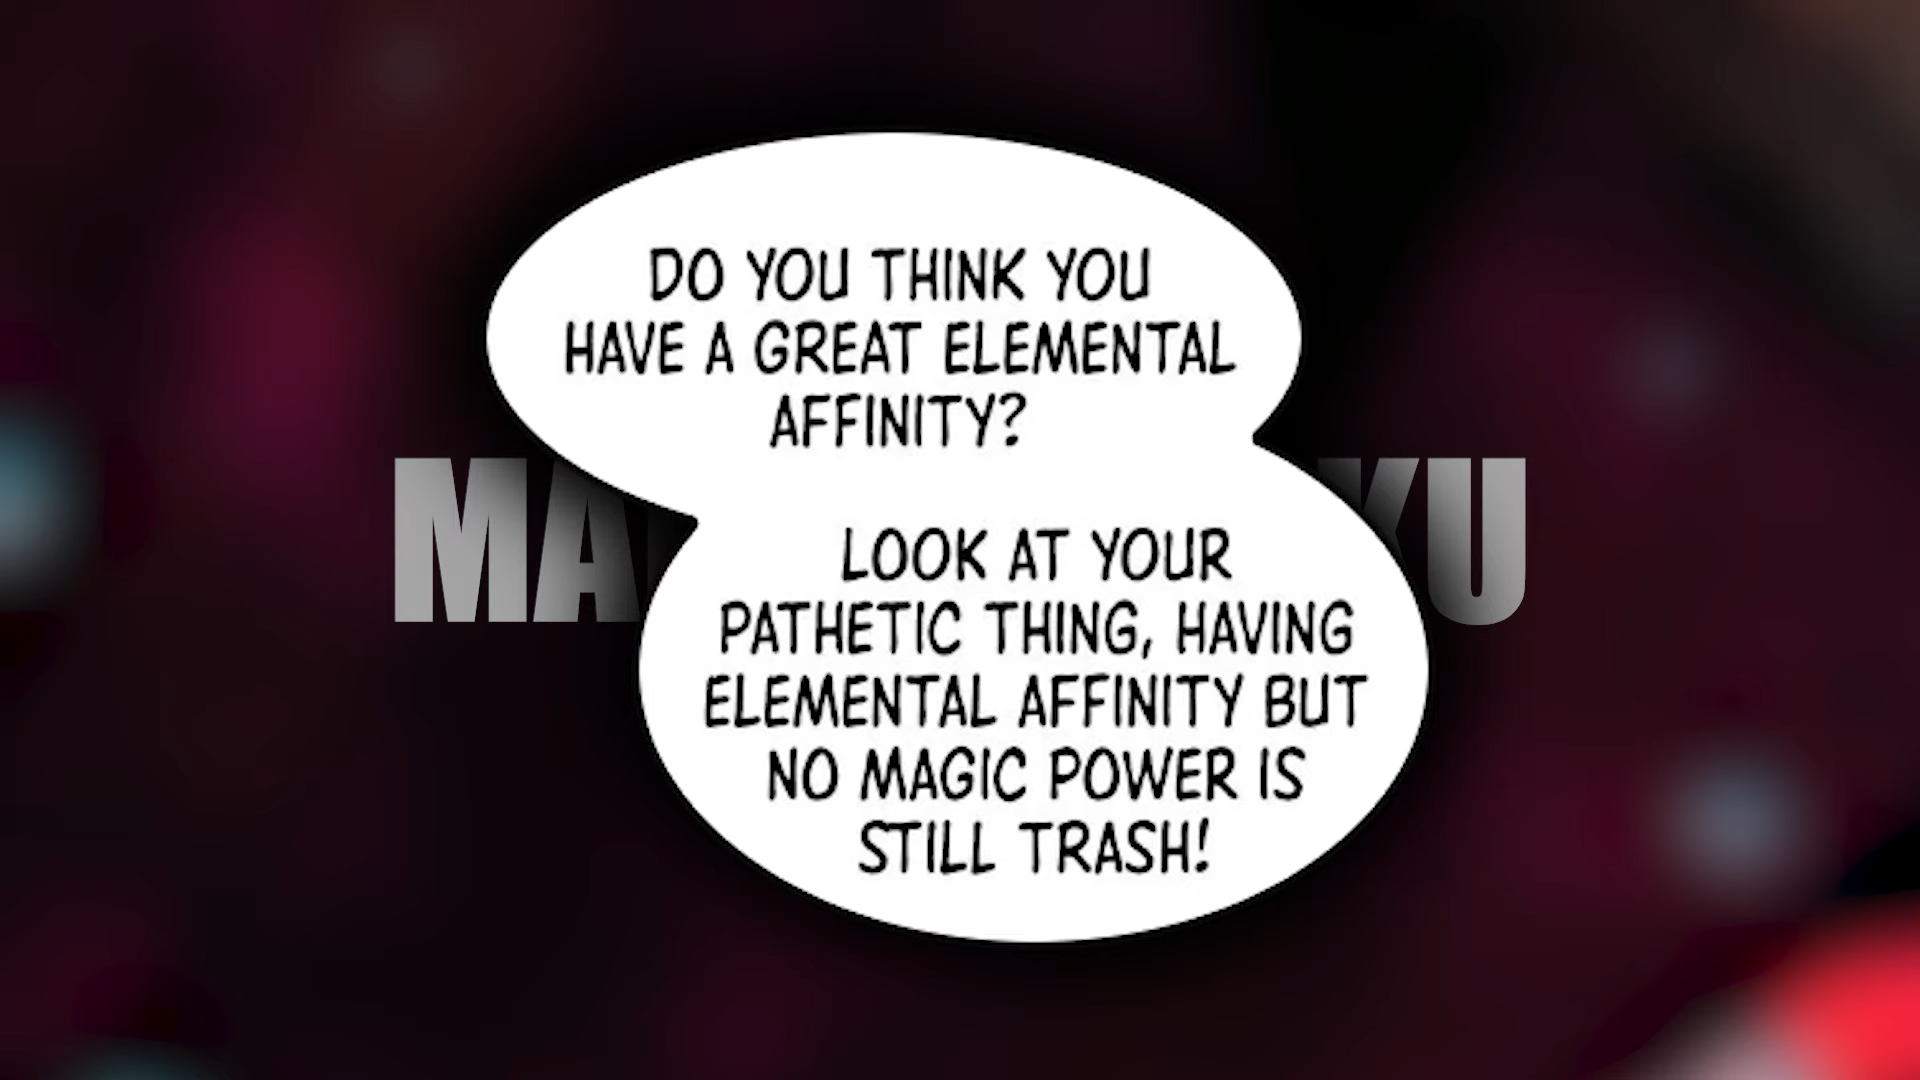 DO YOU THINK YOU
HAVE A GREAT ELEMENTAL
AFFINITY?
LOOK AT YOUR
PATHETIC THING, HAVING
ELEMENTAL AFFINITY BUT
NO MAGIC POWER IS
STILL TRASH!